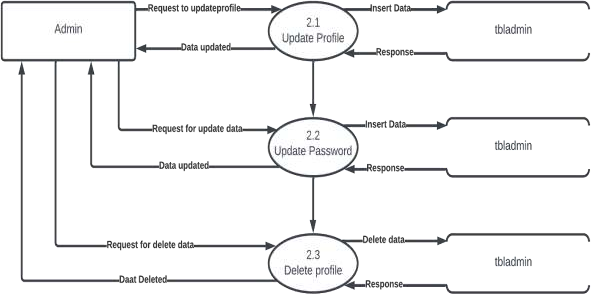 Request to updateprofile
Insert Data
2.1
Admin
tbladmin
Update Profile
Data updated
Response
Request for update data
Insert Data
2.2
tbladmin
Update Password
Data updated
Response
Request for delete data
Delete data
2.3
tbladmin
Delete profile
Daat Deleted
Response